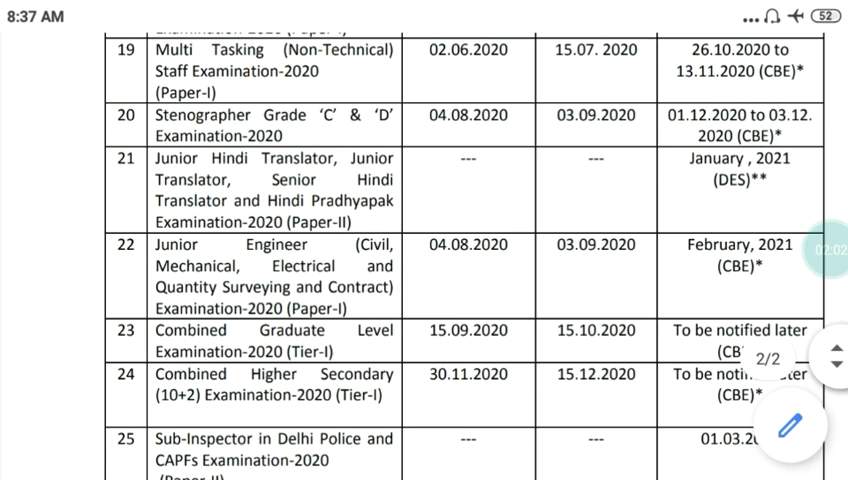 8:37 AM
52
19 Multi Tasking (Non-Technical) 02.06.2020 15.07. 2020 26.10.2020 to
Staff Examination-2020 13.11.2020 (CBE)*
(Paper-I)
20 Stenographer Grade ‘C’ & ‘D’ 04.08.2020 03.09.2020 01.12.2020 to 03.12.
Examination-2020 2020 (CBE)*
21 Junior Hindi Translator, Junior --- --- January , 2021
Translator, Senior Hindi (DES)**
Translator and Hindi Pradhyapak
Examination-2020 (Paper-II)
22 Junior Engineer (Civil, 04.08.2020 03.09.2020 February, 2021
Mechanical, Electrical and (CBE)*
Quantity Surveying and Contract)
Examination-2020 (Paper-I)
02:02
23 Combined Graduate Level 15.09.2020 15.10.2020 To be notified later
Examination-2020 (Tier-I) (CB
2/2
24 Combined Higher Secondary 30.11.2020 15.12.2020 To be
(10+2) Examination-2020 (Tier-I) (CBE)*
25 Sub-Inspector in Delhi Police and --- --- 01.03.2
CAPFs Examination-2020